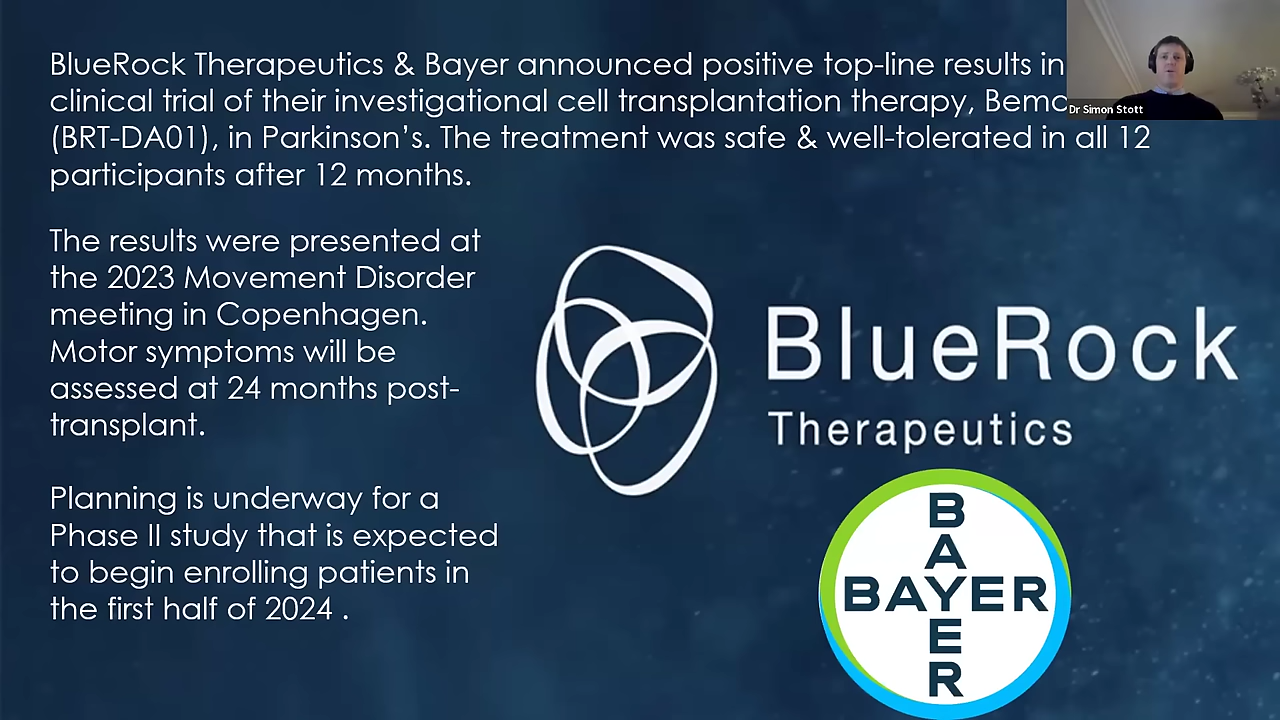 BlueRock Therapeutics & Bayer announced positive top-line results in
clinical trial of their investigational cell transplantation therapy,
(BRT-DA01), in Parkinson’s. The treatment was safe & well-tolerated in all 12
participants after 12 months.
Dr Simon Stott
The results were presented at
the 2023 Movement Disorder
meeting in Copenhagen.
Motor symptoms will be
assessed at 24 months post-
transplant.
Planning is underway for a
Phase II study that is expected
to begin enrolling patients in
the first half of 2024 .
BlueRock
Therapeutics
BAYER
BAYER